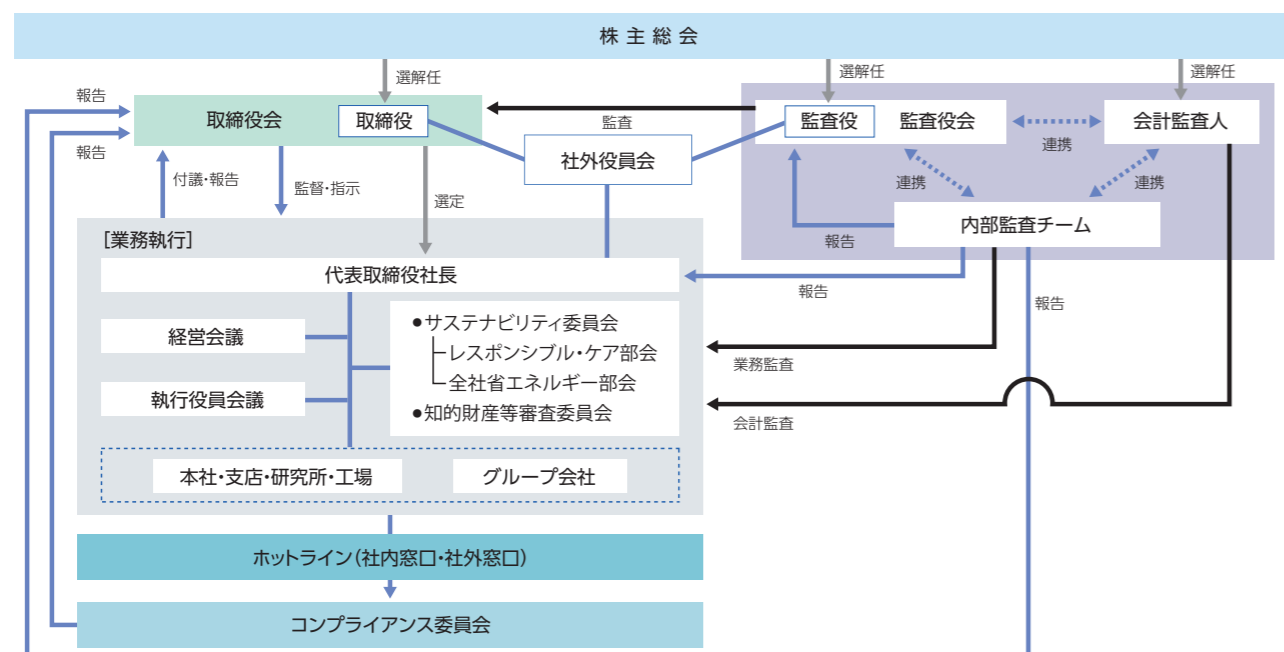 株主総会
選解任
選解任
選解任
報告
報告
取締役会
取締役
監査
監査役
監査役会
連携
会計監査人
社外役員会
付議・報告
監督・指示
選定
連携
連携
内部監査チーム
報告
[業務執行]
代表取締役社長
報告
報告
経営会議
執行役員会議
●サステナビリティ委員会
レスポンシブル・ケア部会
全社省エネルギー部会
●知的財産等審査委員会
業務監査
会計監査
本社・支店・研究所・工場
グループ会社
ホットライン(社内窓口・社外窓口)
コンプライアンス委員会